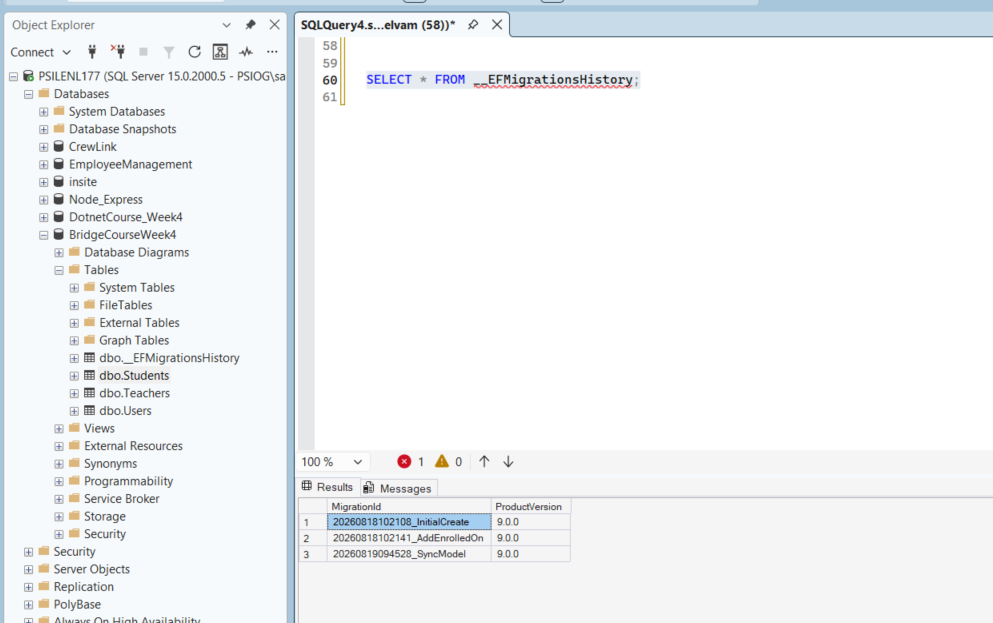 Object Explorer
Connect
PSILENL177 (SQL Server 15.0.2000.5 - PSIOG\sa
Databases
System Databases
Database Snapshots
CrewLink
EmployeeManagement
insite
Node_Express
DotnetCourse_Week4
BridgeCourseWeek4
Database Diagrams
Tables
System Tables
FileTables
External Tables
Graph Tables
dbo.__EFMigrationsHistory
dbo.Students
dbo.Teachers
dbo.Users
Views
External Resources
Synonyms
Programmability
Service Broker
Storage
Security
Security
Server Objects
Replication
PolyBase
Always On High Availability
SQLQuery4.s...elvam (58))*
58
59
60 SELECT * FROM __EFMigrationsHistory;
61
100 % 1 0
Results Messages
MigrationId ProductVersion
1 20260818102108_InitialCreate 9.0.0
2 20260818102141_AddEnrolledOn 9.0.0
3 20260819094528_SyncModel 9.0.0